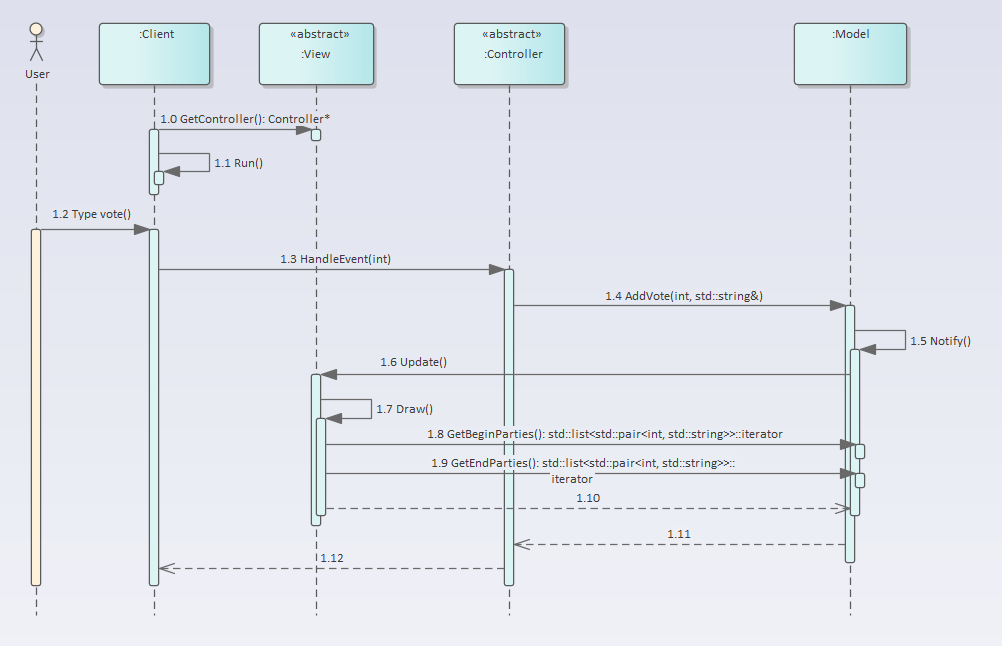 :Client
«abstract»
:View
«abstract»
:Controller
:Model
User
1.0 GetController(): Controller*
1.1 Run()
1.2 Type vote()
1.3 HandleEvent(int)
1.4 AddVote(int, std::string&)
1.5 Notify()
1.6 Update()
1.7 Draw()
1.8 GetBeginParties(): std::list<std::pair<int, std::string>>::iterator
1.9 GetEndParties(): std::list<std::pair<int, std::string>>::
iterator
1.10
1.11
1.12